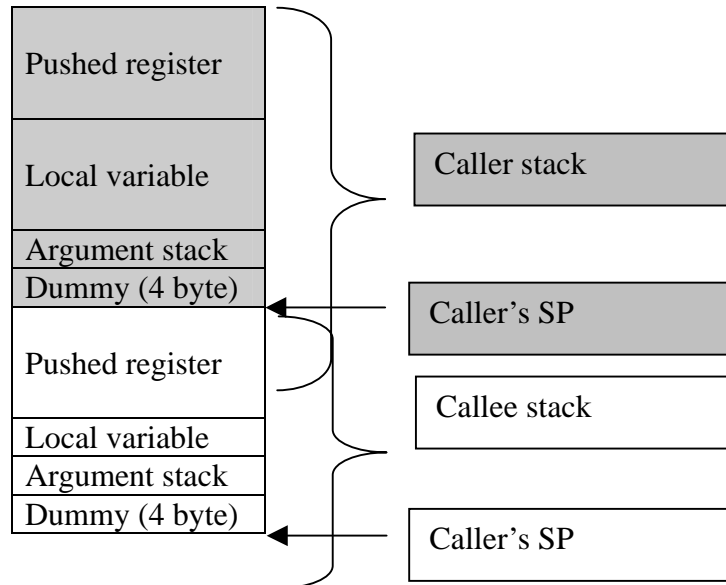 Pushed register
Local variable
Argument stack
Dummy (4 byte)
Pushed register
Local variable
Argument stack
Dummy (4 byte)
Caller stack
Caller's SP
Callee stack
Caller's SP